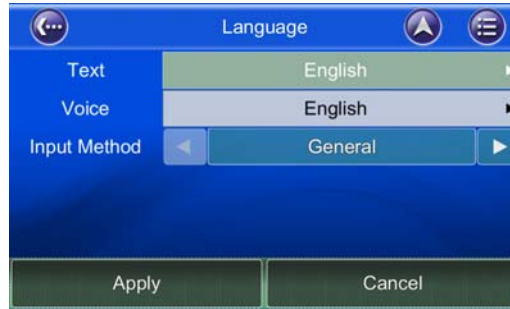 Language
Text English
Voice English
Input Method General
Apply Cancel